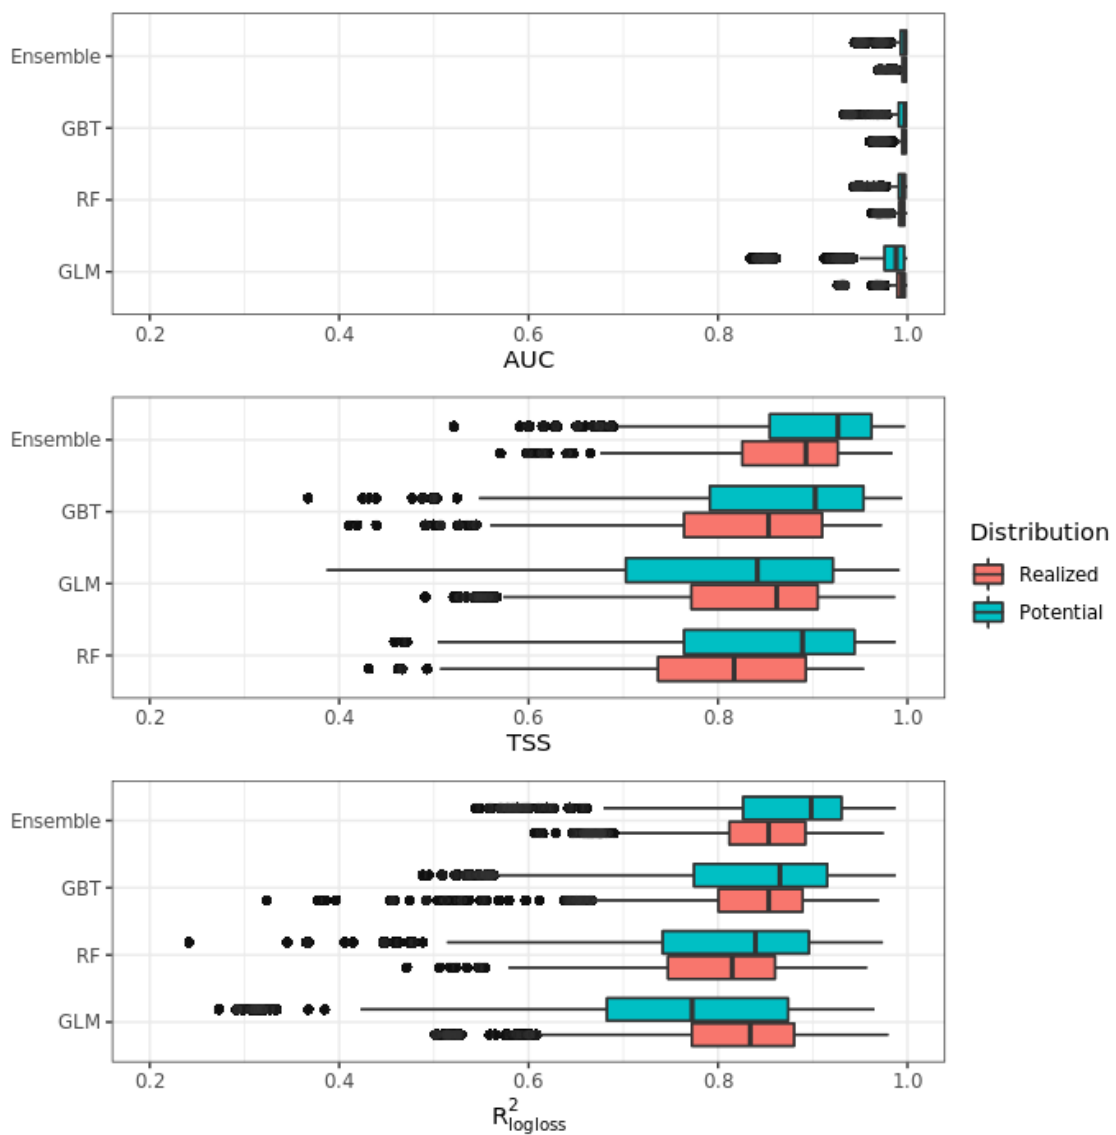 Ensemble
GBT
RF
GLM
0.2 0.4 0.6 0.8 1.0
AUC
Ensemble
GBT
GLM
RF
0.2 0.4 0.6 0.8 1.0
TSS
Distribution
Realized
Potential
Ensemble
GBT
RF
GLM
0.2 0.4 0.6 0.8 1.0
R²logloss